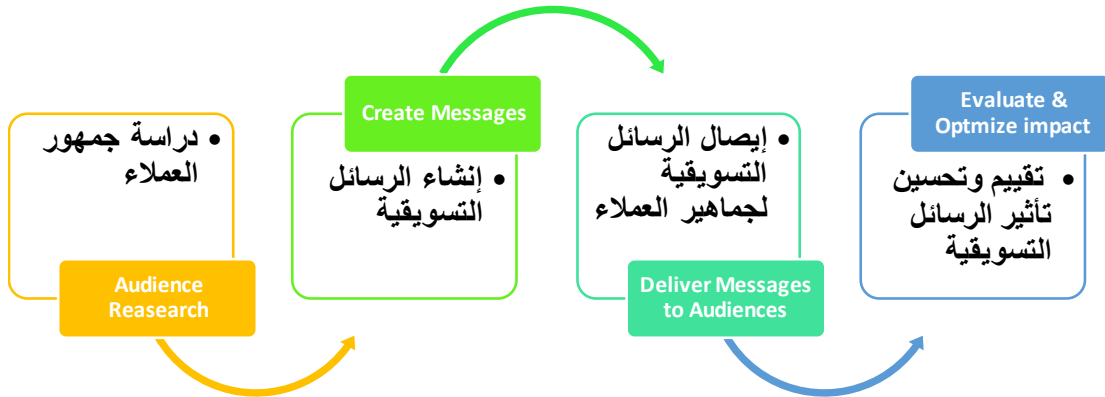 • دراسة جمهور
العملاء
Audience
Reasearch
Create Messages
• إنشاء الرسائل
التسويقية
• إيصال الرسائل
التسويقية
لجماهير العملاء
Deliver Messages
to Audiences
Evaluate &
Optmize impact
• تقييم وتحسين
تأثير الرسائل
التسويقية